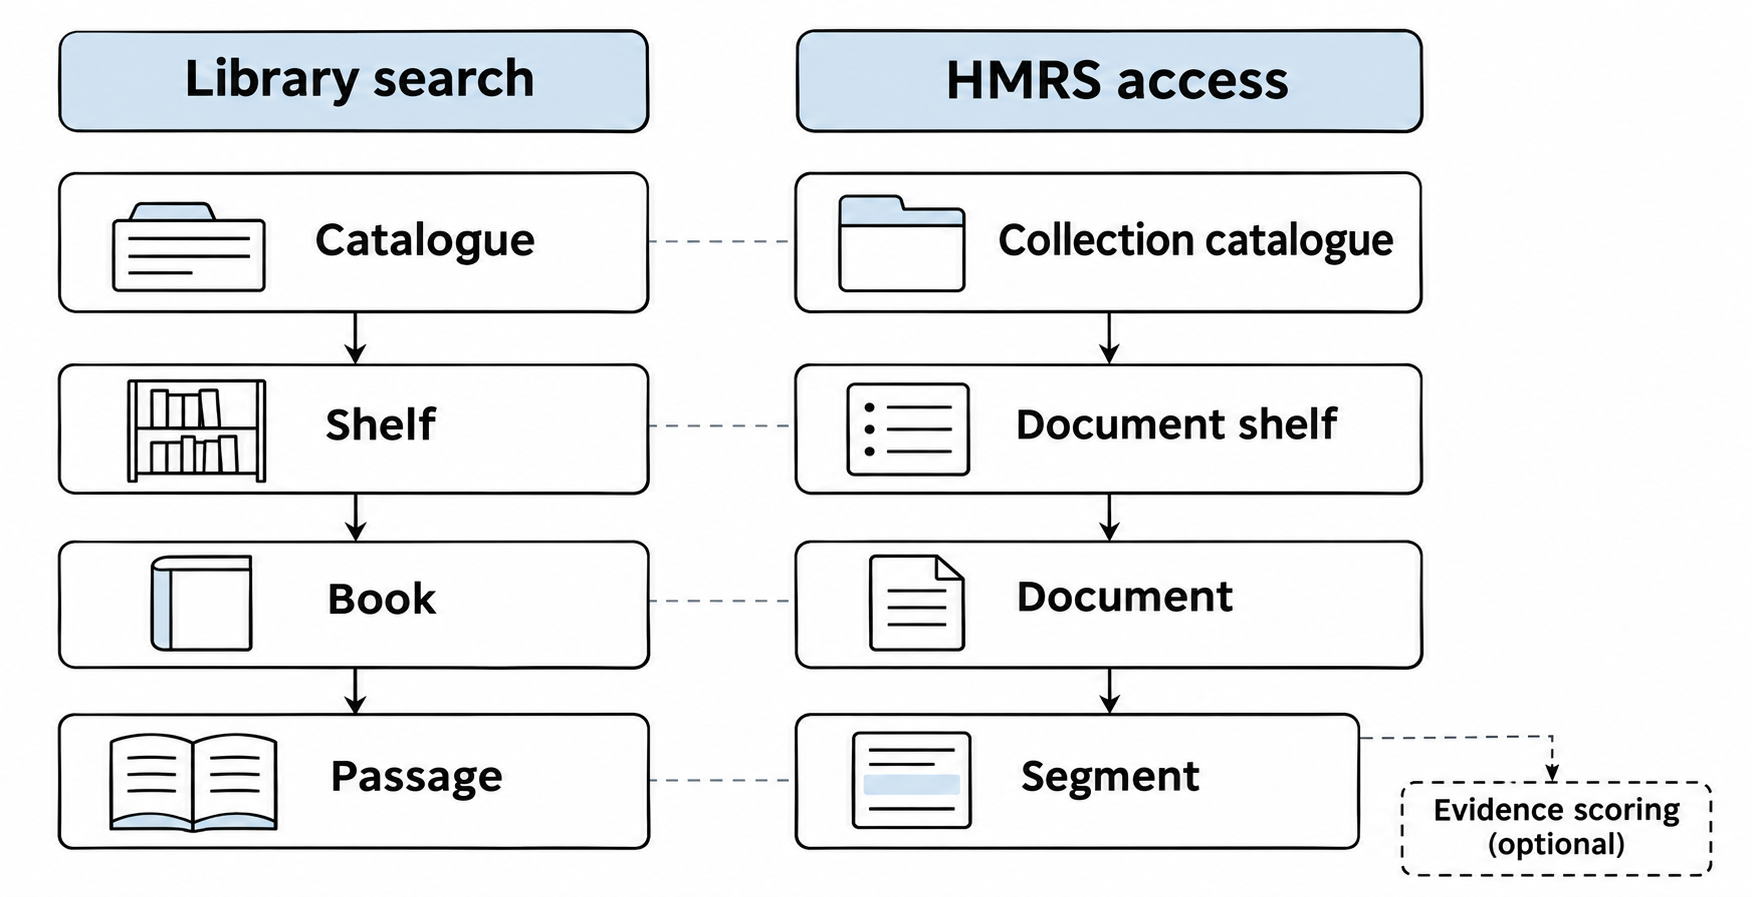 Library search
HMRS access
Catalogue
Collection catalogue
Shelf
Document shelf
Book
Document
Passage
Segment
Evidence scoring
(optional)